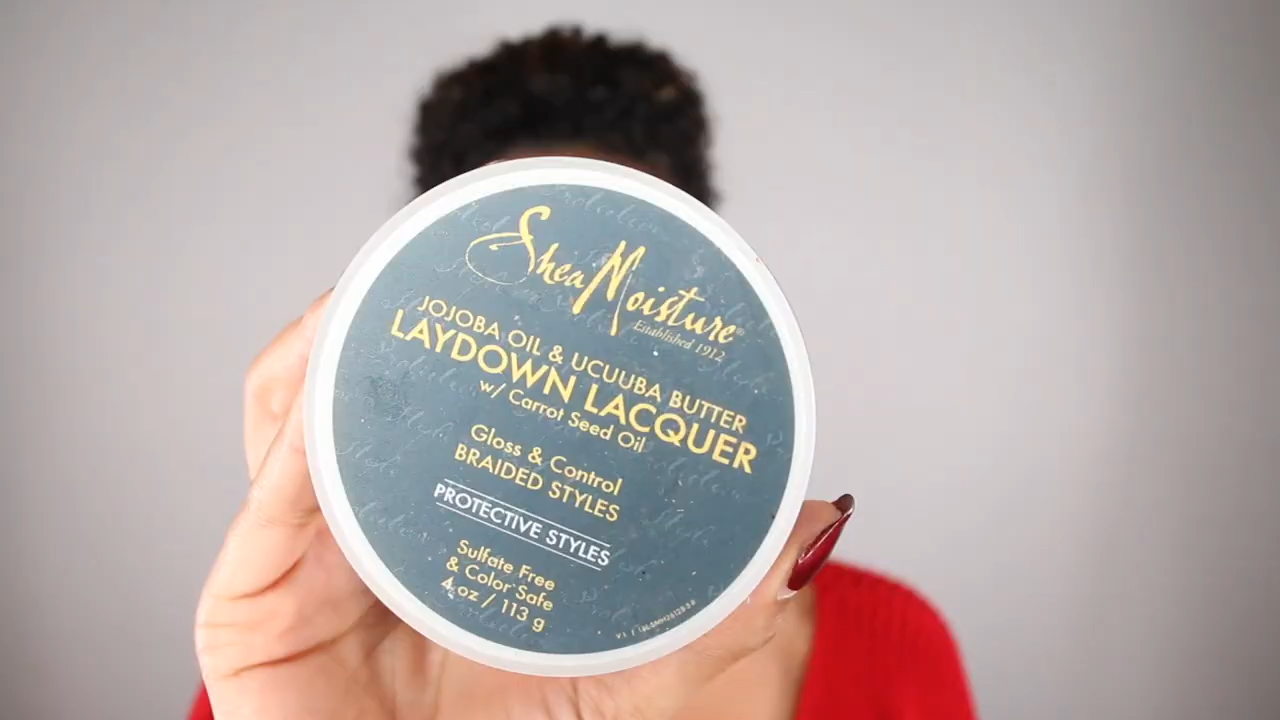 SheaMoisture®
Established 1912
JOJOBA OIL & UCUUBA BUTTER
LAYDOWN LACQUER
w/ Carrot Seed Oil
Gloss & Control
BRAIDED STYLES
PROTECTIVE STYLES
Sulfate Free
& Color Safe
4 oz / 113 g